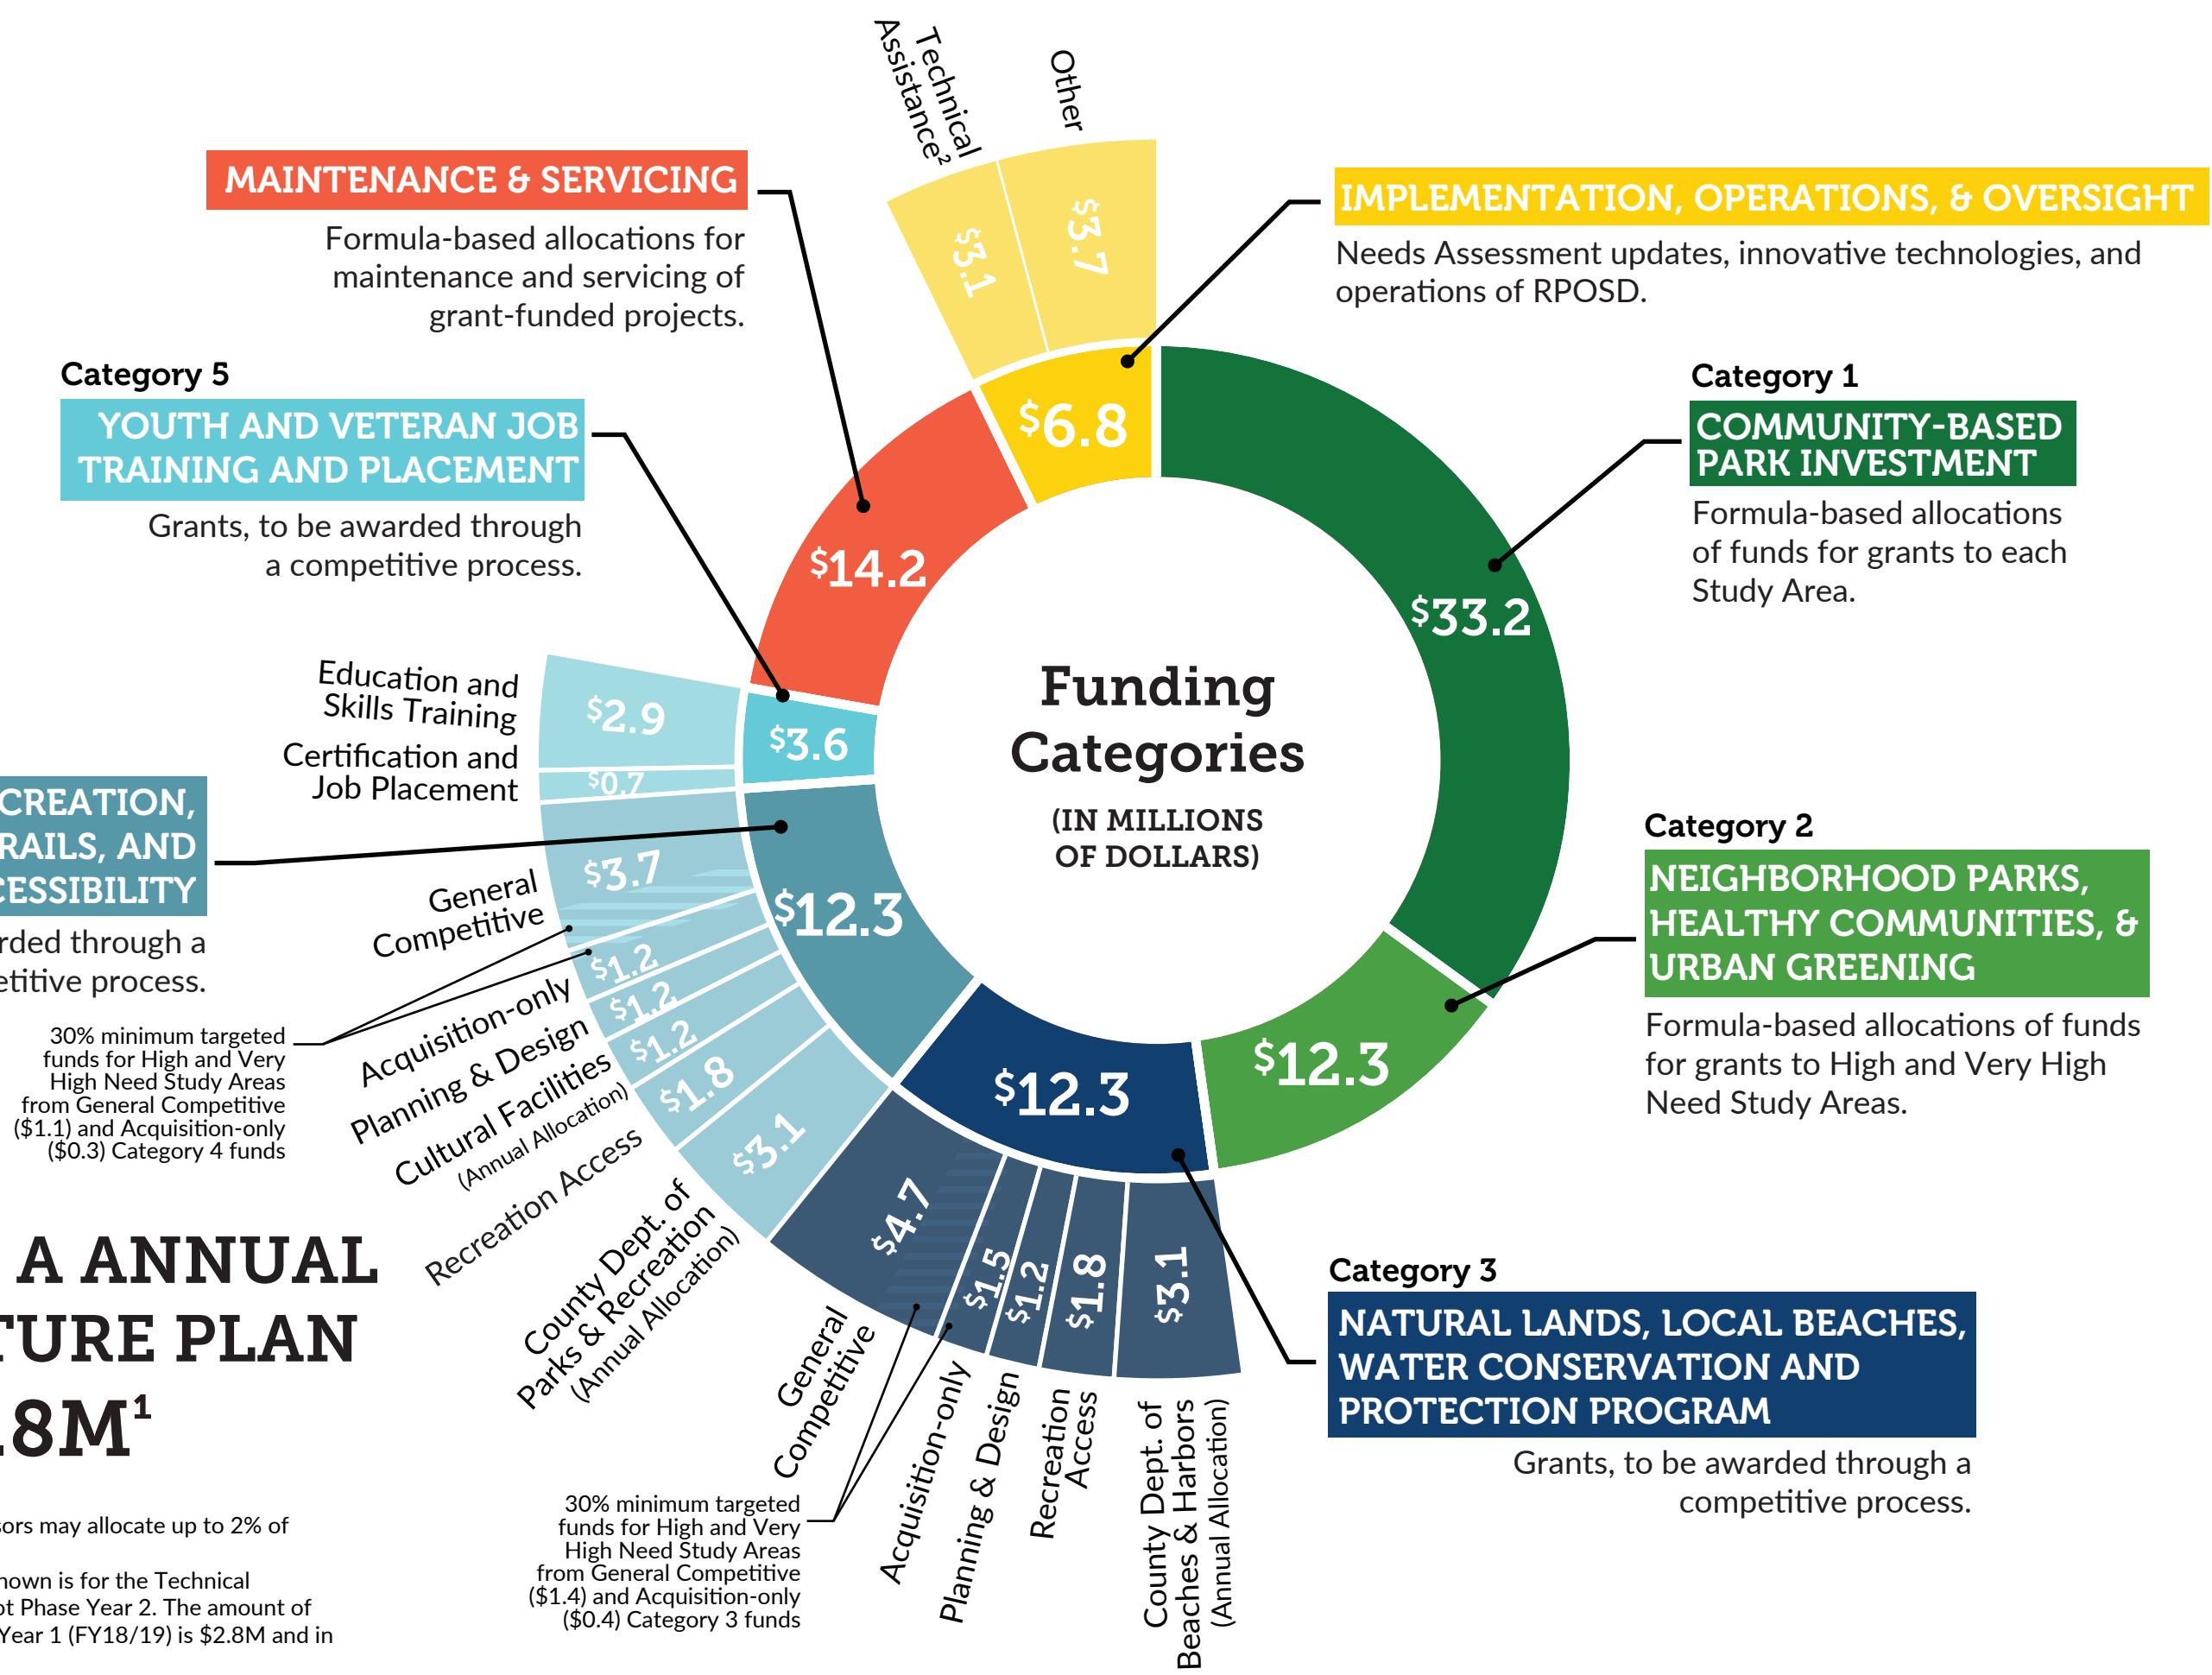 Technical
Assistance²
Other
$3.1
$3.7
MAINTENANCE & SERVICING
Formula-based allocations for
maintenance and servicing of
grant-funded projects.
IMPLEMENTATION, OPERATIONS, & OVERSIGHT
Needs Assessment updates, innovative technologies, and
operations of RPOSD.
$6.8
Category 5
YOUTH AND VETERAN JOB
TRAINING AND PLACEMENT
Grants, to be awarded through
a competitive process.
$14.2
Category 1
COMMUNITY-BASED
PARK INVESTMENT
Formula-based allocations
of funds for grants to each
Study Area.
$33.2
Funding
Categories
(IN MILLIONS
OF DOLLARS)
Education and
Skills Training
$2.9
Certification and
Job Placement
$0.7
$3.6
CREATION,
RAILS, AND
CESSIBILITY
rded through a
etitive process.
$12.3
General
Competitive
$3.7
Acquisition-only
$1.2
Planning & Design
$1.2
Cultural Facilities
(Annual Allocation)
$1.2
Recreation Access
$1.8
County Dept. of
Parks & Recreation
(Annual Allocation)
$3.1
30% minimum targeted
funds for High and Very
High Need Study Areas
from General Competitive
($1.1) and Acquisition-only
($0.3) Category 4 funds
Category 2
NEIGHBORHOOD PARKS,
HEALTHY COMMUNITIES, &
URBAN GREENING
Formula-based allocations of funds
for grants to High and Very High
Need Study Areas.
$12.3
$12.3
$4.7
$1.5
$1.2
$1.8
$3.1
General
Competitive
Acquisition-only
Planning & Design
Recreation
Access
County Dept. of
Beaches & Harbors
(Annual Allocation)
30% minimum targeted
funds for High and Very
High Need Study Areas
from General Competitive
($1.4) and Acquisition-only
($0.4) Category 3 funds
Category 3
NATURAL LANDS, LOCAL BEACHES,
WATER CONSERVATION AND
PROTECTION PROGRAM
Grants, to be awarded through a
competitive process.
A ANNUAL
TURE PLAN
.8M¹
sors may allocate up to 2% of
hown is for the Technical
ot Phase Year 2. The amount of
Year 1 (FY18/19) is $2.8M and in